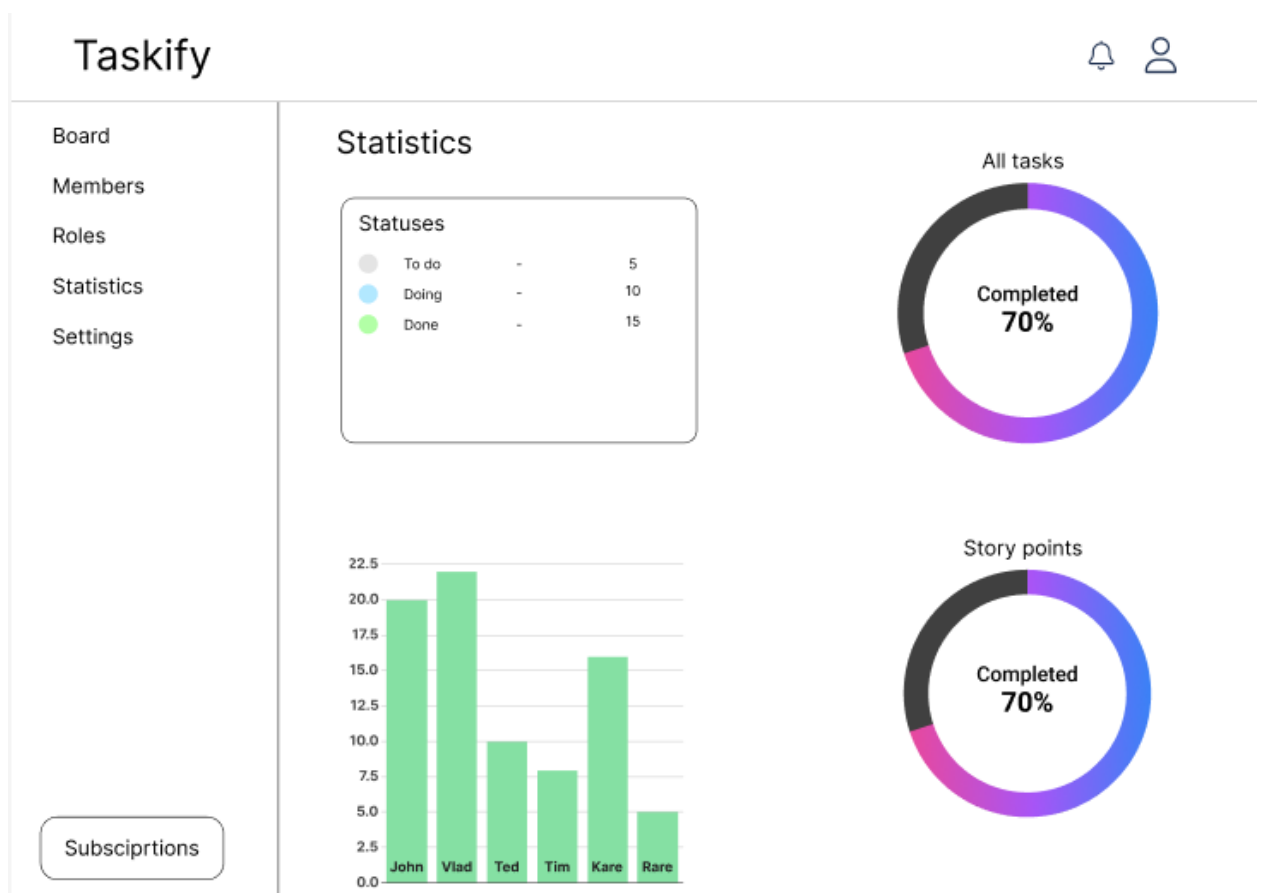 Taskify
Board
Members
Roles
Statistics
Settings
Subsciprtions
Statistics
Statuses
To do - 5
Doing - 10
Done - 15
All tasks
Completed
70%
22.5
20.0
17.5
15.0
12.5
10.0
7.5
5.0
2.5
0.0
John Vlad Ted Tim Kare Rare
Story points
Completed
70%